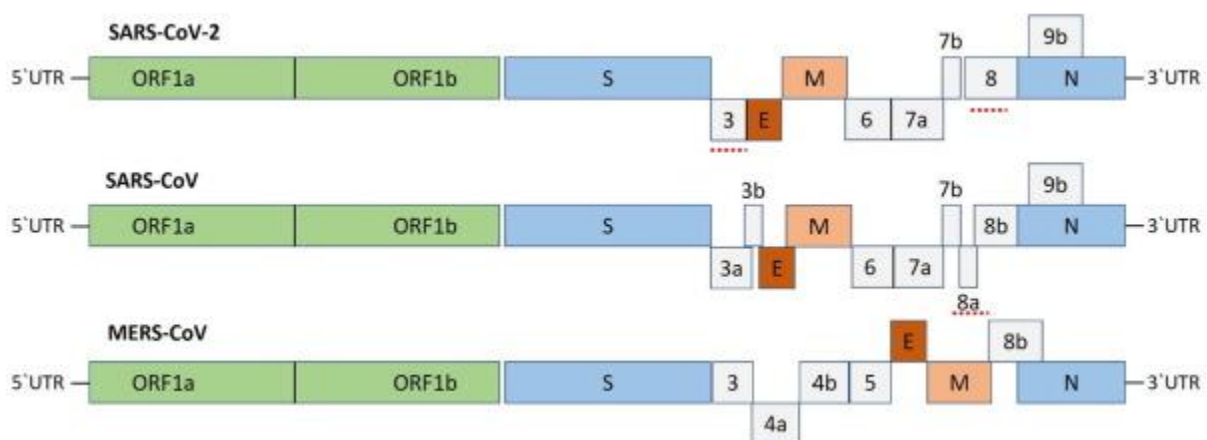 SARS-CoV-2
7b 9b
5`UTR ORF1a ORF1b S M 8 N 3`UTR
3 E 6 7a
SARS-CoV
3b 7b 9b
5`UTR ORF1a ORF1b S M 8b N 3`UTR
3a E 6 7a
8a
MERS-CoV
E 8b
5`UTR ORF1a ORF1b S 3 4b 5 M N 3`UTR
4a